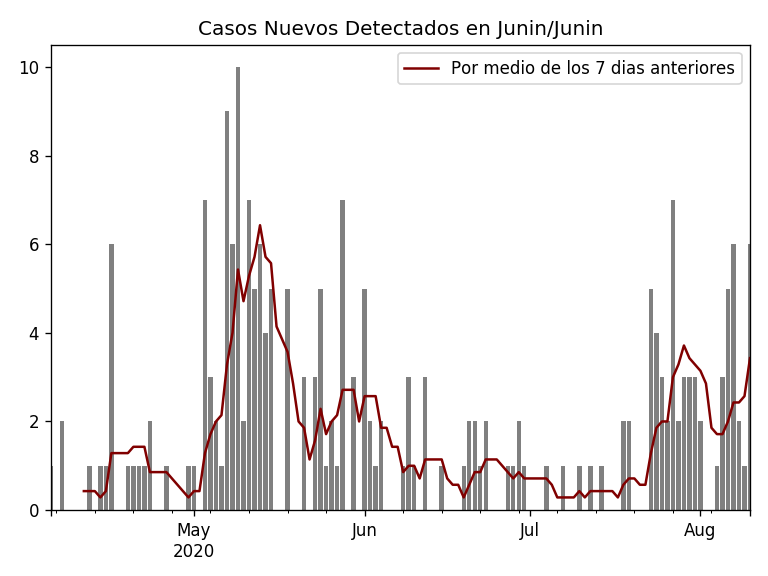 Casos Nuevos Detectados en Junin/Junin
Por medio de los 7 dias anteriores
10
8
6
4
2
0
May
2020
Jun
Jul
Aug